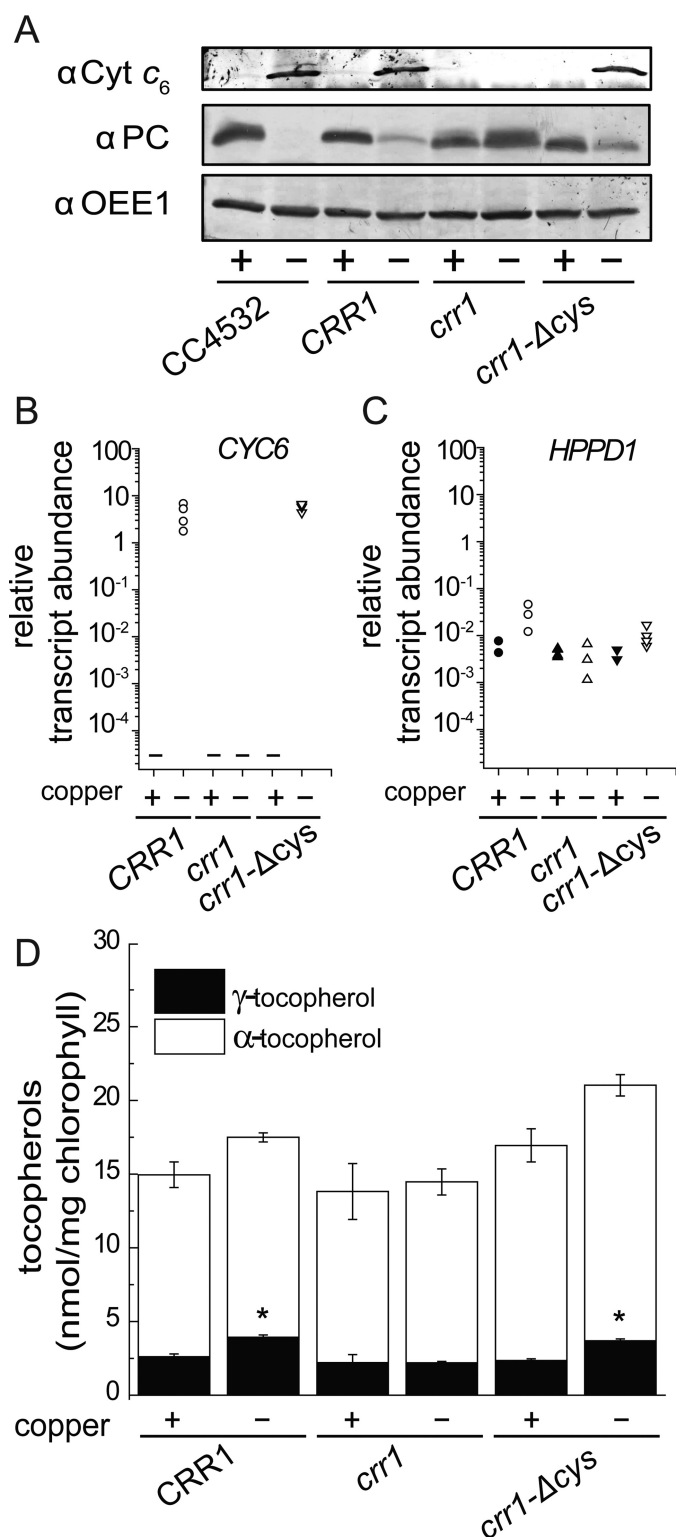 A
α Cyt c6
α PC
α OEE1
+ − + − + − + −
CC4532 CRR1 crr1 crr1-Δcys
B
relative
transcript abundance
CYC6
100
10
1
10-1
10-2
10-3
10-4
copper + − + − + −
CRR1 crr1 crr1-Δcys
C
relative
transcript abundance
HPPD1
100
10
1
10-1
10-2
10-3
10-4
copper + − + − + −
CRR1 crr1 crr1-Δcys
D
tocopherols
(nmol/mg chlorophyll)
30
25
20
15
10
5
0
γ-tocopherol
α-tocopherol
* *
copper + − + − + −
CRR1 crr1 crr1-Δcys